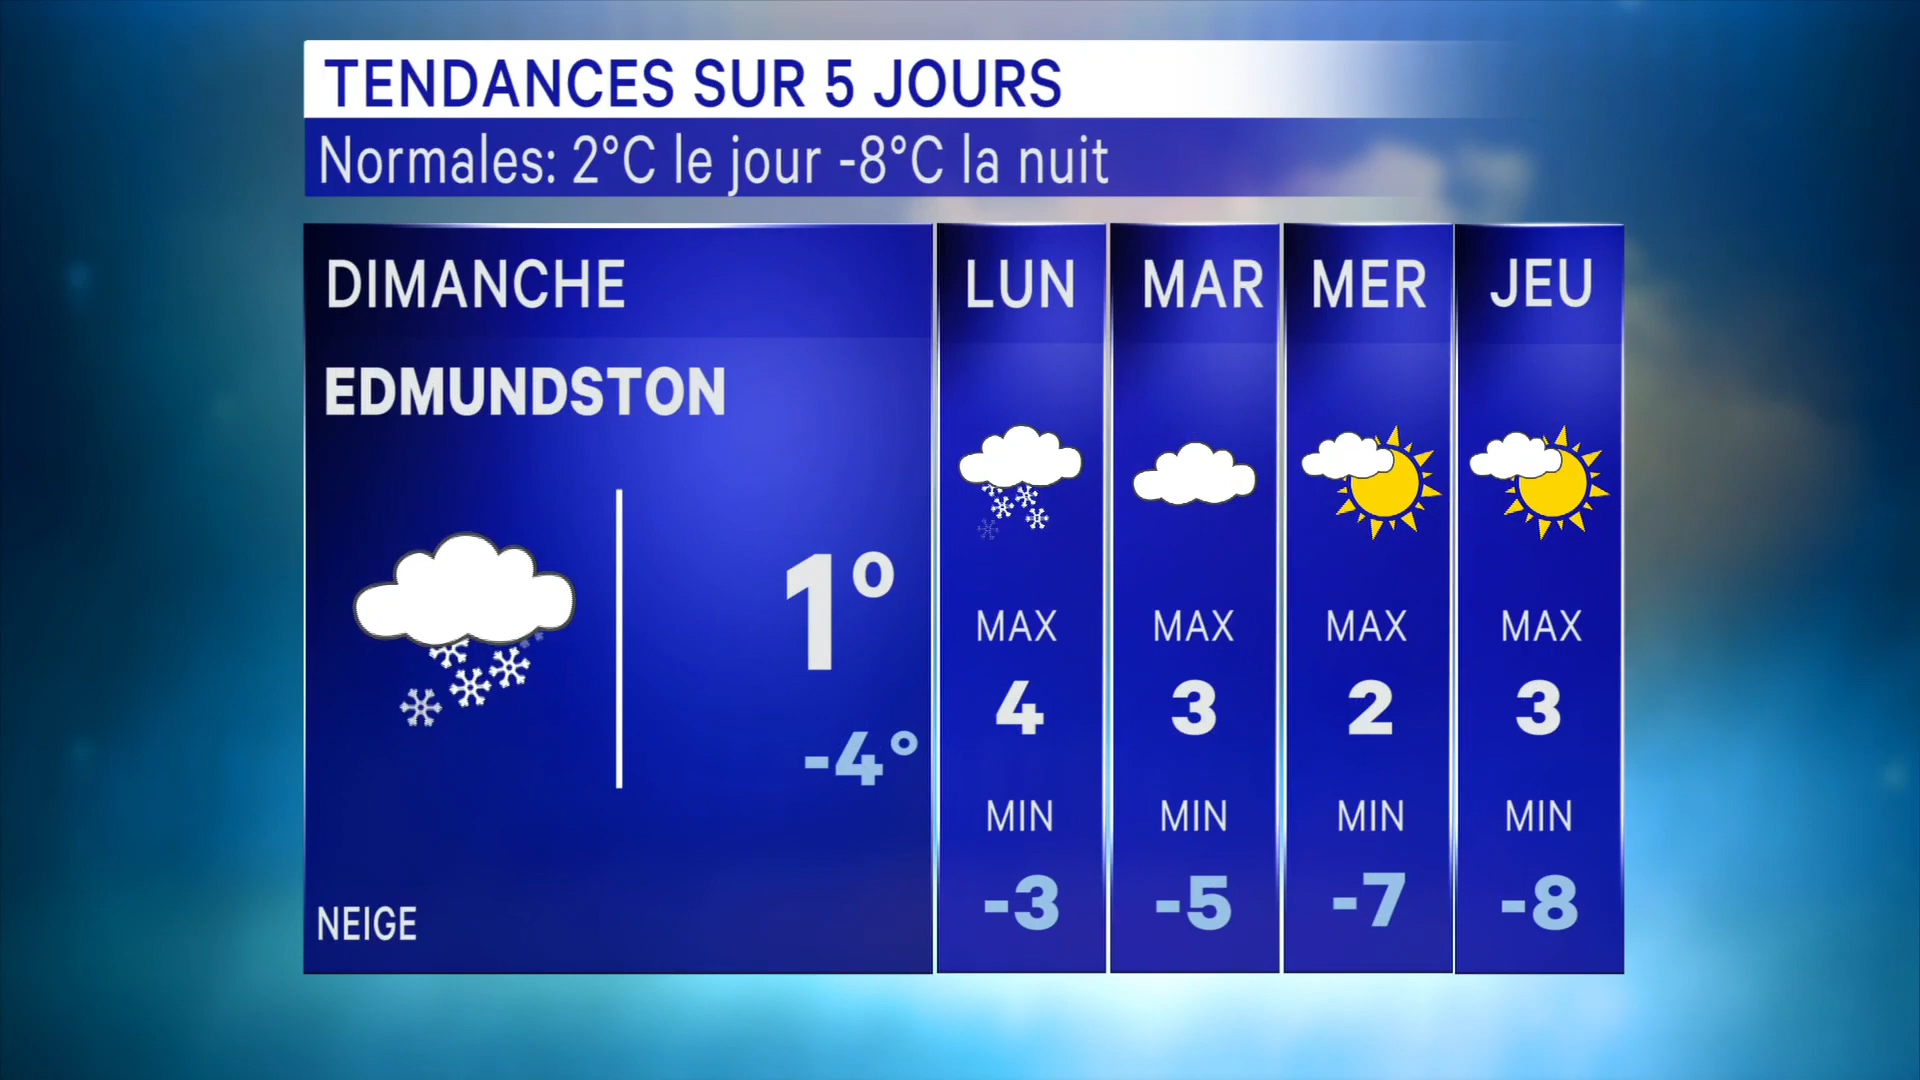 TENDANCES SUR 5 JOURS
Normales: 2°C le jour -8°C la nuit
DIMANCHE
EDMUNDSTON
1°
-4°
NEIGE
LUN
MAX
4
MIN
-3
MAR
MAX
3
MIN
-5
MER
MAX
2
MIN
-7
JEU
MAX
3
MIN
-8